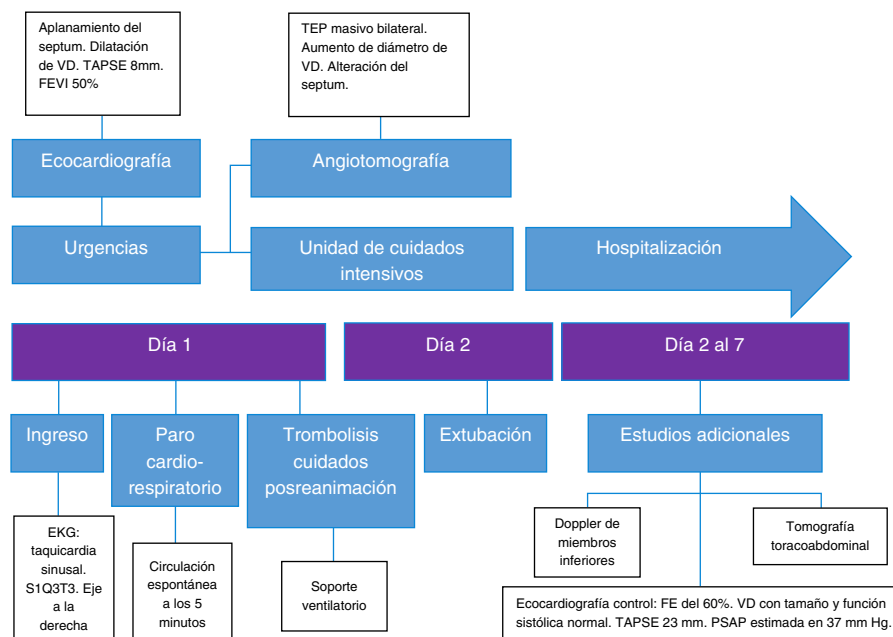 Aplanamiento del
septum. Dilatación
de VD. TAPSE 8mm.
FEVI 50%
TEP masivo bilateral.
Aumento de diámetro de
VD. Alteración del
septum.
Ecocardiografía
Angiotomografía
Urgencias
Unidad de cuidados
intensivos
Hospitalización
Día 1
Día 2
Día 2 al 7
Ingreso
Paro
cardio-
respiratorio
Trombolisis
cuidados
posreanimación
Extubación
Estudios adicionales
EKG:
taquicardia
sinusal.
S1Q3T3. Eje
a la
derecha
Circulación
espontánea
a los 5
minutos
Soporte
ventilatorio
Doppler de
miembros
inferiores
Tomografía
toracoabdominal
Ecocardiografía control: FE del 60%. VD con tamaño y función
sistólica normal. TAPSE 23 mm. PSAP estimada en 37 mm Hg.